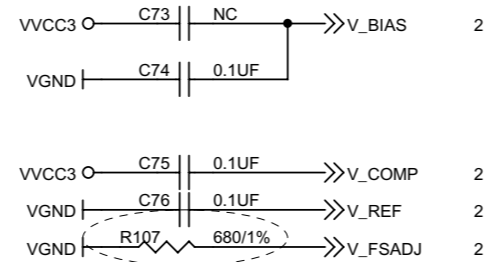 VVCC3 C73 NC V_BIAS 2
VGND C74 0.1UF
VVCC3 C75 0.1UF V_COMP 2
VGND C76 0.1UF V_REF 2
VGND R107 680/1% V_FSADJ 2